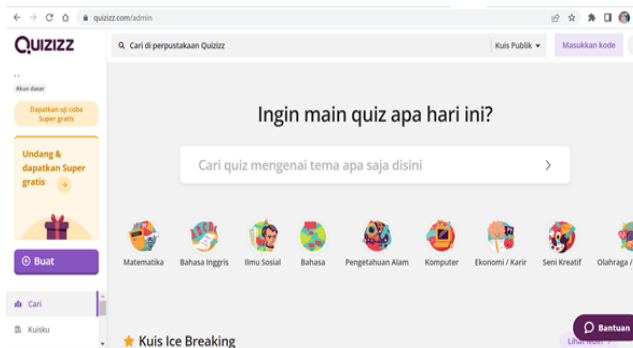 quizizz.com/admin
QUIZIZZ
Cari di perpustakaan Quizizz
Kuis Publik
Masukkan kode
. .
Akun dasar
Dapatkan uji coba
Super gratis
Undang &
dapatkan Super
gratis
Buat
Cari
Kuisku
Ingin main quiz apa hari ini?
Cari quiz mengenai tema apa saja disini
Matematika
Bahasa Inggris
Ilmu Sosial
Bahasa
Pengetahuan Alam
Komputer
Ekonomi / Karir
Seni Kreatif
Olahraga /
Kuis Ice Breaking
Bantuan